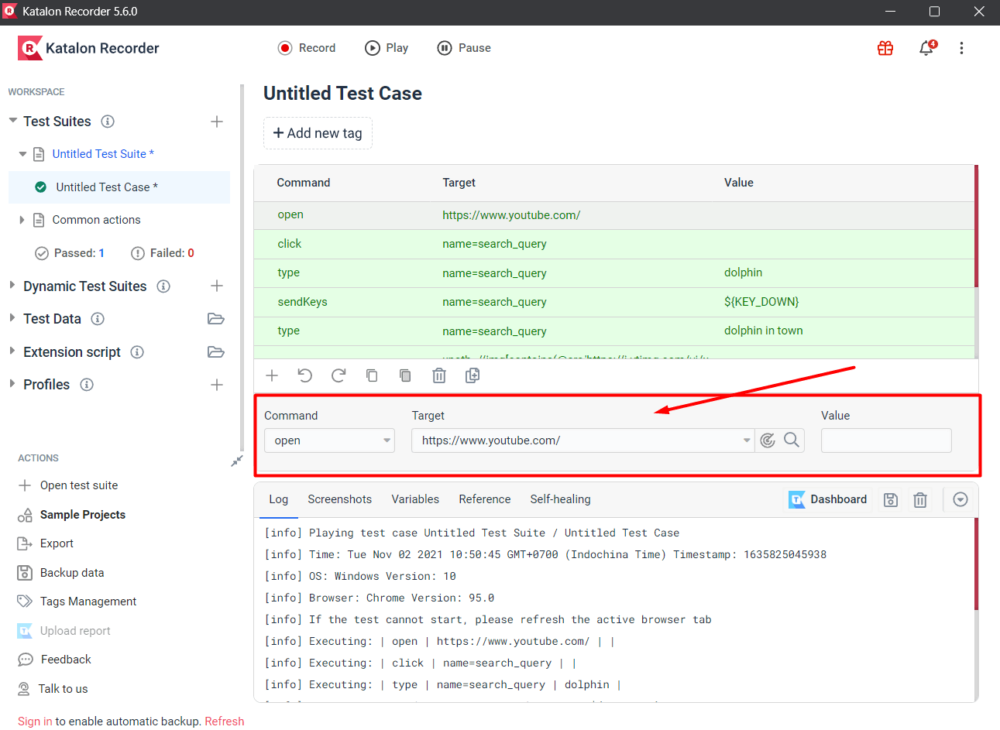 Katalon Recorder 5.6.0
Katalon Recorder
Record
Play
Pause
4
WORKSPACE
Test Suites
Untitled Test Suite *
Untitled Test Case *
Common actions
Passed: 1
Failed: 0
Dynamic Test Suites
Test Data
Extension script
Profiles
ACTIONS
Open test suite
Sample Projects
Export
Backup data
Tags Management
Upload report
Feedback
Talk to us
Sign in to enable automatic backup. Refresh
Untitled Test Case
+ Add new tag
Command Target Value
open https://www.youtube.com/
click name=search_query
type name=search_query dolphin
sendKeys name=search_query ${KEY_DOWN}
type name=search_query dolphin in town
Command Target Value
open https://www.youtube.com/
Log Screenshots Variables Reference Self-healing Dashboard
[info] Playing test case Untitled Test Suite / Untitled Test Case
[info] Time: Tue Nov 02 2021 10:50:45 GMT+0700 (Indochina Time) Timestamp: 1635825045938
[info] OS: Windows Version: 10
[info] Browser: Chrome Version: 95.0
[info] If the test cannot start, please refresh the active browser tab
[info] Executing: | open | https://www.youtube.com/ | |
[info] Executing: | click | name=search_query | |
[info] Executing: | type | name=search_query | dolphin |